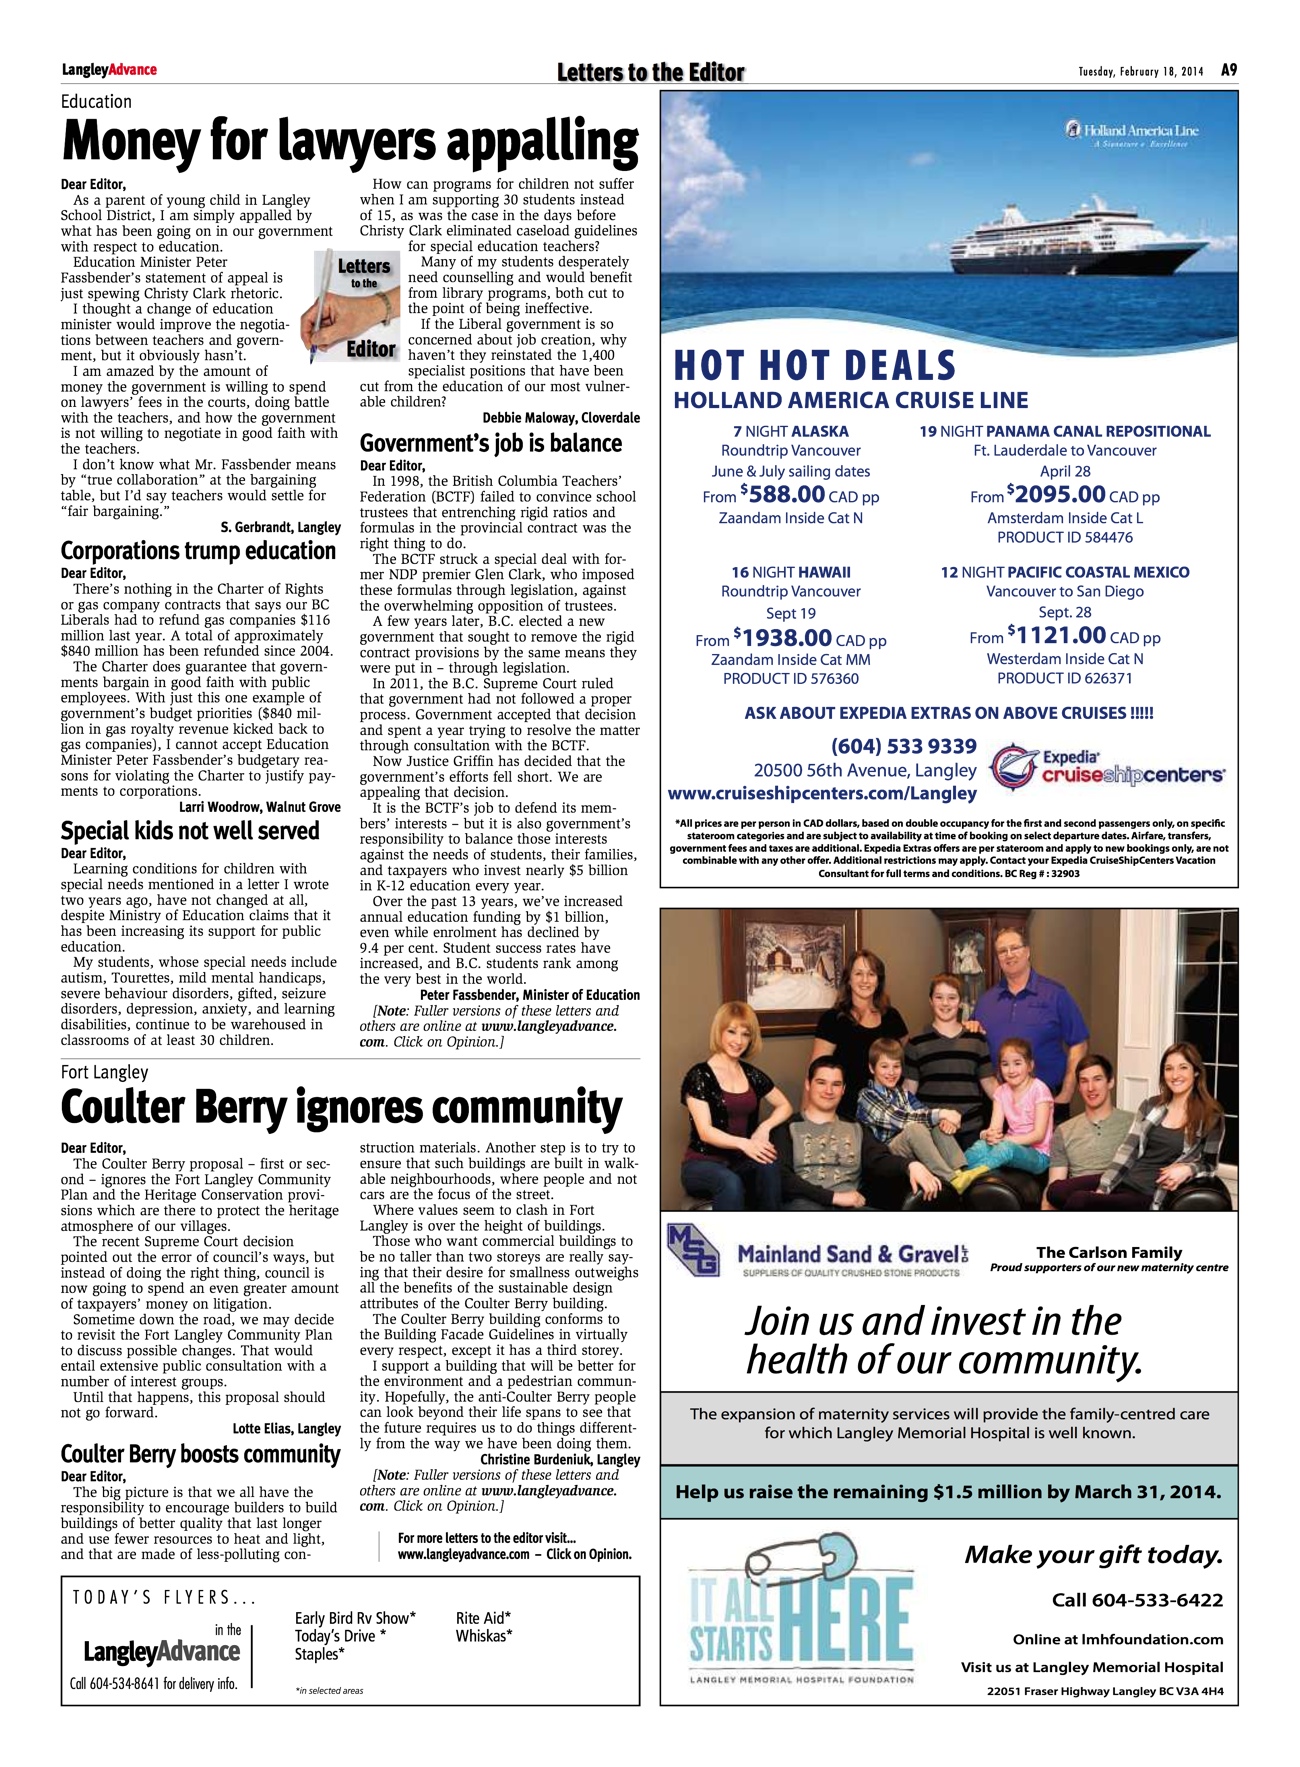 LangleyAdvance
Letters to the Editor
Tuesday, February 18, 2014 A9
Education
Money for lawyers appalling
Dear Editor,
As a parent of young child in Langley
School District, I am simply appalled by
what has been going on in our government
with respect to education.
Education Minister Peter
Fassbender's statement of appeal is
just spewing Christy Clark rhetoric.
I thought a change of education
minister would improve the negotia-
tions between teachers and govern-
ment, but it obviously hasn't.
I am amazed by the amount of
money the government is willing to spend
on lawyers' fees in the courts, doing battle
with the teachers, and how the government
is not willing to negotiate in good faith with
the teachers.
I don't know what Mr. Fassbender means
by "true collaboration" at the bargaining
table, but I'd say teachers would settle for
"fair bargaining."
S. Gerbrandt, Langley
Letters
to the
Editor
Corporations trump education
Dear Editor,
There's nothing in the Charter of Rights
or gas company contracts that says our BC
Liberals had to refund gas companies $116
million last year. A total of approximately
$840 million has been refunded since 2004.
The Charter does guarantee that govern-
ments bargain in good faith with public
employees. With just this one example of
government's budget priorities ($840 mil-
lion in gas royalty revenue kicked back to
gas companies), I cannot accept Education
Minister Peter Fassbender's budgetary rea-
sons for violating the Charter to justify pay-
ments to corporations.
Larri Woodrow, Walnut Grove
Special kids not well served
Dear Editor,
Learning conditions for children with
special needs mentioned in a letter I wrote
two years ago, have not changed at all,
despite Ministry of Education claims that it
has been increasing its support for public
education.
My students, whose special needs include
autism, Tourettes, mild mental handicaps,
severe behaviour disorders, gifted, seizure
disorders, depression, anxiety, and learning
disabilities, continue to be warehoused in
classrooms of at least 30 children.
How can programs for children not suffer
when I am supporting 30 students instead
of 15, as was the case in the days before
Christy Clark eliminated caseload guidelines
for special education teachers?
Many of my students desperately
need counselling and would benefit
from library programs, both cut to
the point of being ineffective.
If the Liberal government is so
concerned about job creation, why
haven't they reinstated the 1,400
specialist positions that have been
cut from the education of our most vulner-
able children?
Debbie Maloway, Cloverdale
Government's job is balance
Dear Editor,
In 1998, the British Columbia Teachers'
Federation (BCTF) failed to convince school
trustees that entrenching rigid ratios and
formulas in the provincial contract was the
right thing to do.
The BCTF struck a special deal with for-
mer NDP premier Glen Clark, who imposed
these formulas through legislation, against
the overwhelming opposition of trustees.
A few years later, B.C. elected a new
government that sought to remove the rigid
contract provisions by the same means they
were put in – through legislation.
In 2011, the B.C. Supreme Court ruled
that government had not followed a proper
process. Government accepted that decision
and spent a year trying to resolve the matter
through consultation with the BCTF.
Now Justice Griffin has decided that the
government's efforts fell short. We are
appealing that decision.
It is the BCTF's job to defend its mem-
bers' interests – but it is also government's
responsibility to balance those interests
against the needs of students, their families,
and taxpayers who invest nearly $5 billion
in K-12 education every year.
Over the past 13 years, we've increased
annual education funding by $1 billion,
even while enrolment has declined by
9.4 per cent. Student success rates have
increased, and B.C. students rank among
the very best in the world.
Peter Fassbender, Minister of Education
[Note: Fuller versions of these letters and
others are online at www.langleyadvance.
com. Click on Opinion.]
Fort Langley
Coulter Berry ignores community
Dear Editor,
The Coulter Berry proposal – first or sec-
ond – ignores the Fort Langley Community
Plan and the Heritage Conservation provi-
sions which are there to protect the heritage
atmosphere of our villages.
The recent Supreme Court decision
pointed out the error of council's ways, but
instead of doing the right thing, council is
now going to spend an even greater amount
of taxpayers' money on litigation.
Sometime down the road, we may decide
to revisit the Fort Langley Community Plan
to discuss possible changes. That would
entail extensive public consultation with a
number of interest groups.
Until that happens, this proposal should
not go forward.
Lotte Elias, Langley
Coulter Berry boosts community
Dear Editor,
The big picture is that we all have the
responsibility to encourage builders to build
buildings of better quality that last longer
and use fewer resources to heat and light,
and that are made of less-polluting con-
struction materials. Another step is to try to
ensure that such buildings are built in walk-
able neighbourhoods, where people and not
cars are the focus of the street.
Where values seem to clash in Fort
Langley is over the height of buildings.
Those who want commercial buildings to
be no taller than two storeys are really say-
ing that their desire for smallness outweighs
all the benefits of the sustainable design
attributes of the Coulter Berry building.
The Coulter Berry building conforms to
the Building Facade Guidelines in virtually
every respect, except it has a third storey.
I support a building that will be better for
the environment and a pedestrian commun-
ity. Hopefully, the anti-Coulter Berry people
can look beyond their life spans to see that
the future requires us to do things different-
ly from the way we have been doing them.
Christine Burdeniuk, Langley
[Note: Fuller versions of these letters and
others are online at www.langleyadvance.
com. Click on Opinion.]
For more letters to the editor visit...
www.langleyadvance.com – Click on Opinion.
TODAY'S FLYERS...
in the
LangleyAdvance
Call 604-534-8641 for delivery info.
Early Bird Rv Show*
Today's Drive *
Staples*
Rite Aid*
Whiskas*
*in selected areas
Holland America Line
A Signature of Excellence
HOT HOT DEALS
HOLLAND AMERICA CRUISE LINE
7 NIGHT ALASKA
Roundtrip Vancouver
June & July sailing dates
From $588.00 CAD pp
Zaandam Inside Cat N
19 NIGHT PANAMA CANAL REPOSITIONAL
Ft. Lauderdale to Vancouver
April 28
From $2095.00 CAD pp
Amsterdam Inside Cat L
PRODUCT ID 584476
16 NIGHT HAWAII
Roundtrip Vancouver
Sept 19
From $1938.00 CAD pp
Zaandam Inside Cat MM
PRODUCT ID 576360
12 NIGHT PACIFIC COASTAL MEXICO
Vancouver to San Diego
Sept. 28
From $1121.00 CAD pp
Westerdam Inside Cat N
PRODUCT ID 626371
ASK ABOUT EXPEDIA EXTRAS ON ABOVE CRUISES !!!!!
(604) 533 9339
20500 56th Avenue, Langley
www.cruiseshipcenters.com/Langley
Expedia®
cruiseshipcenters®
*All prices are per person in CAD dollars, based on double occupancy for the first and second passengers only, on specific
stateroom categories and are subject to availability at time of booking on select departure dates. Airfare, transfers,
government fees and taxes are additional. Expedia Extras offers are per stateroom and apply to new bookings only, are not
combinable with any other offer. Additional restrictions may apply. Contact your Expedia CruiseShipCenters Vacation
Consultant for full terms and conditions. BC Reg # : 32903
MSG
Mainland Sand & Gravel LTD
SUPPLIERS OF QUALITY CRUSHED STONE PRODUCTS
The Carlson Family
Proud supporters of our new maternity centre
Join us and invest in the
health of our community.
The expansion of maternity services will provide the family-centred care
for which Langley Memorial Hospital is well known.
Help us raise the remaining $1.5 million by March 31, 2014.
IT ALL
STARTS
HERE
LANGLEY MEMORIAL HOSPITAL FOUNDATION
Make your gift today.
Call 604-533-6422
Online at lmhfoundation.com
Visit us at Langley Memorial Hospital
22051 Fraser Highway Langley BC V3A 4H4